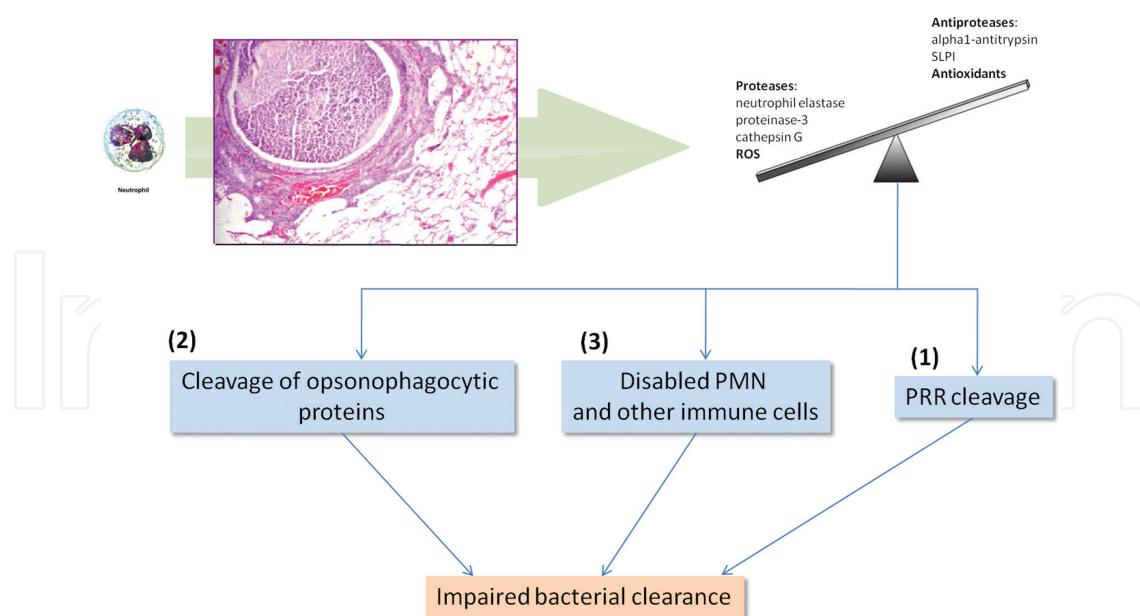 Antiproteases:
alpha1-antitrypsin
SLPI
Antioxidants
Proteases:
neutrophil elastase
proteinase-3
cathepsin G
ROS
Neutrophil
(2)
Cleavage of opsonophagocytic
proteins
(3)
Disabled PMN
and other immune cells
(1)
PRR cleavage
Impaired bacterial clearance